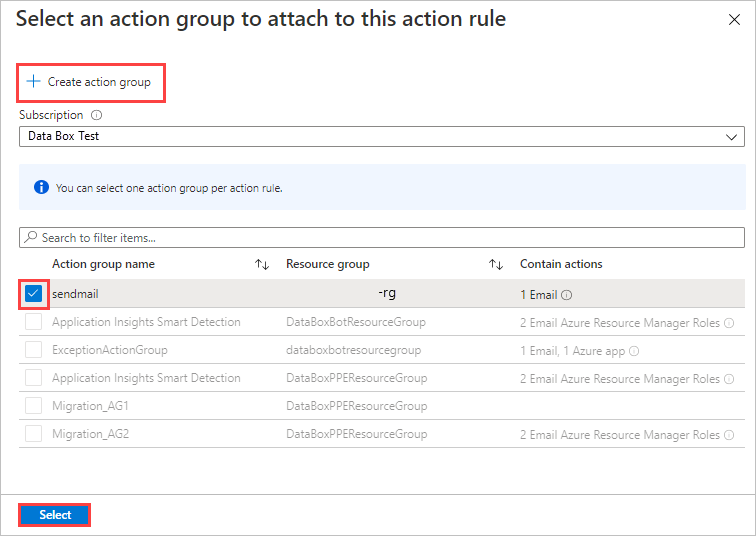 Select an action group to attach to this action rule
Create action group
Subscription
Data Box Test
You can select one action group per action rule.
Search to filter items...
Action group name Resource group Contain actions
sendmail -rg 1 Email
Application Insights Smart Detection DataBoxBotResourceGroup 2 Email Azure Resource Manager Roles
ExceptionActionGroup databoxbotresourcegroup 1 Email, 1 Azure app
Application Insights Smart Detection DataBoxPPEResourceGroup 2 Email Azure Resource Manager Roles
Migration_AG1 DataBoxPPEResourceGroup
Migration_AG2 DataBoxPPEResourceGroup 2 Email Azure Resource Manager Roles
Select